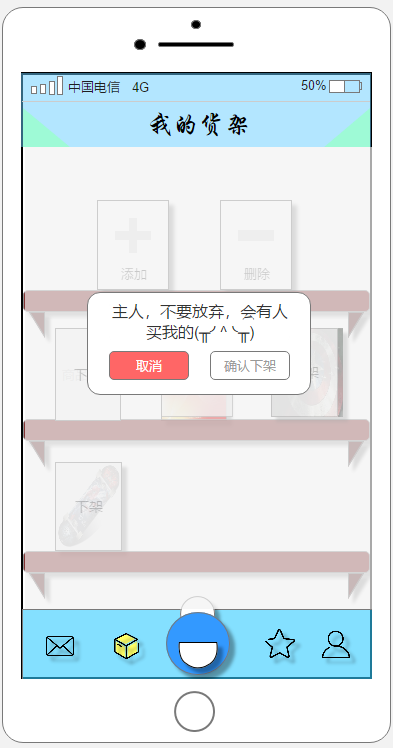 中国电信 4G 50%
我的货架
添加 删除
主人，不要放弃，会有人
买我的(╥╯^╰╥)
取消 确认下架
下
架
下架